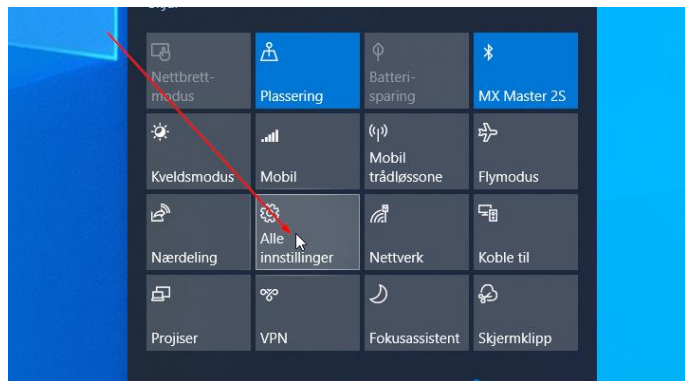 Nettbrett-
modus
Plassering
Batteri-
sparing
MX Master 2S
Kveldsmodus
Mobil
Mobil
trådløssone
Flymodus
Nærdeling
Alle
innstillinger
Nettverk
Koble til
Projiser
VPN
Fokusassistent
Skjermklipp